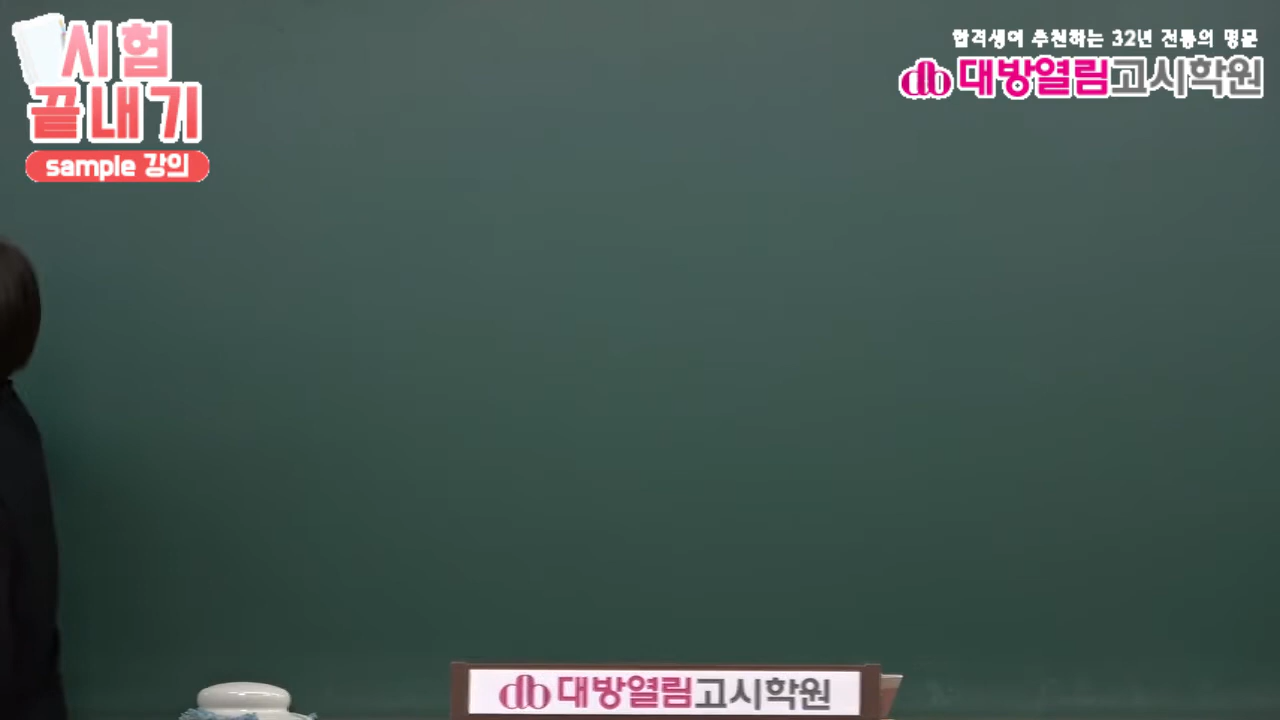 시험
끝내기
sample 강의
합격생이 추천하는 32년 전통의 명문
대방열림고시학원
대방열림고시학원